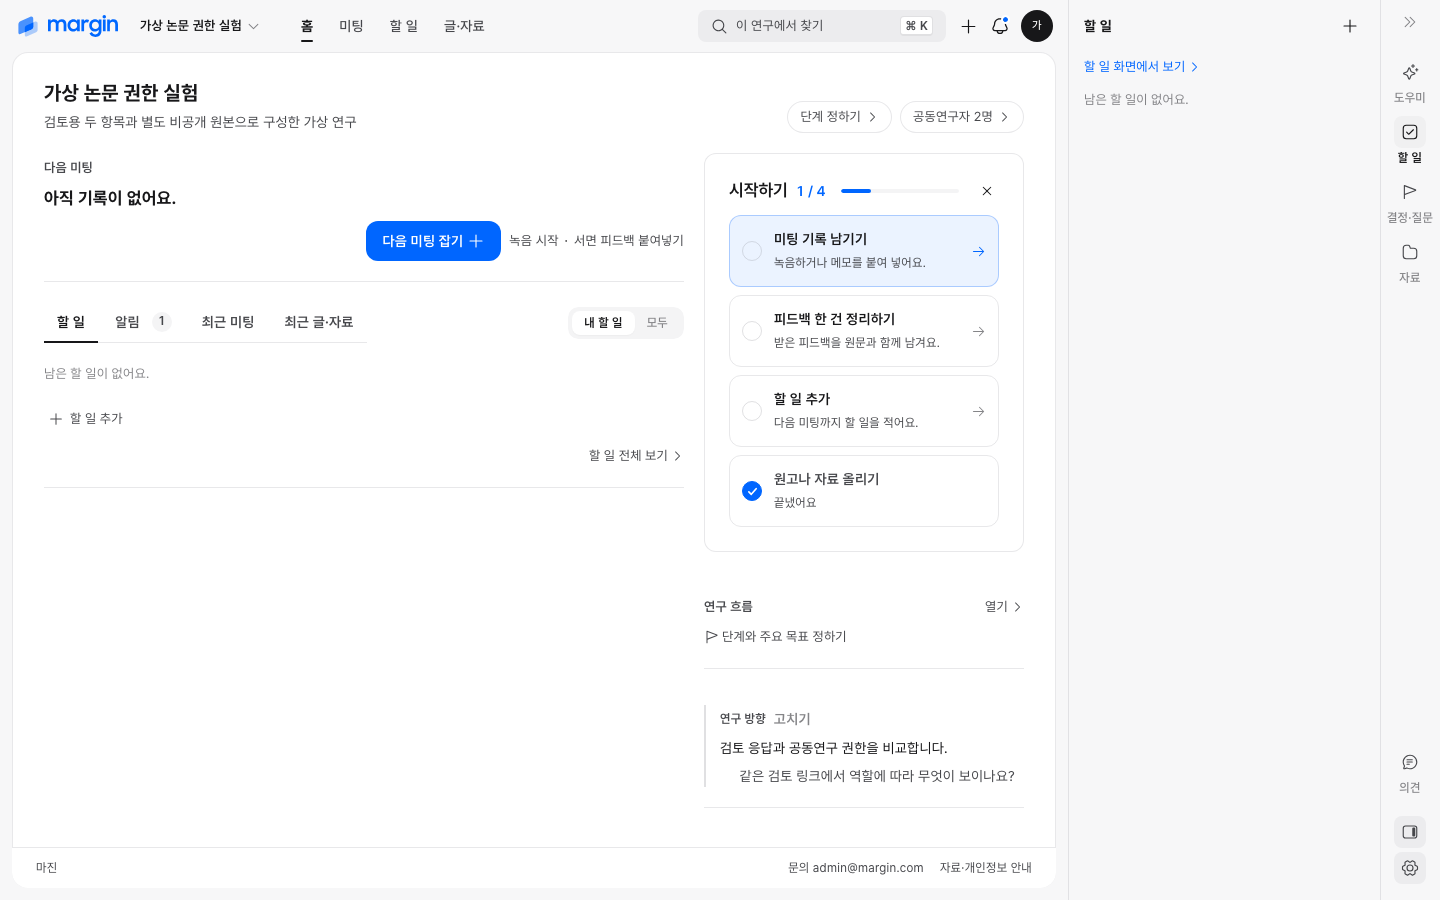 margin
가상 논문 권한 실험
홈
미팅
할 일
글·자료
이 연구에서 찾기
⌘ K
가
가상 논문 권한 실험
검토용 두 항목과 별도 비공개 원본으로 구성한 가상 연구
단계 정하기
공동연구자 2명
다음 미팅
아직 기록이 없어요.
다음 미팅 잡기
녹음 시작 · 서면 피드백 붙여넣기
할 일
알림 1
최근 미팅
최근 글·자료
내 할 일
모두
남은 할 일이 없어요.
할 일 추가
할 일 전체 보기
시작하기 1 / 4
미팅 기록 남기기
녹음하거나 메모를 붙여 넣어요.
피드백 한 건 정리하기
받은 피드백을 원문과 함께 남겨요.
할 일 추가
다음 미팅까지 할 일을 적어요.
원고나 자료 올리기
끝냈어요
연구 흐름
열기
단계와 주요 목표 정하기
연구 방향 고치기
검토 응답과 공동연구 권한을 비교합니다.
같은 검토 링크에서 역할에 따라 무엇이 보이나요?
마진
문의 admin@margin.com
자료·개인정보 안내
할 일
할 일 화면에서 보기
남은 할 일이 없어요.
도우미
할 일
결정·질문
자료
의견